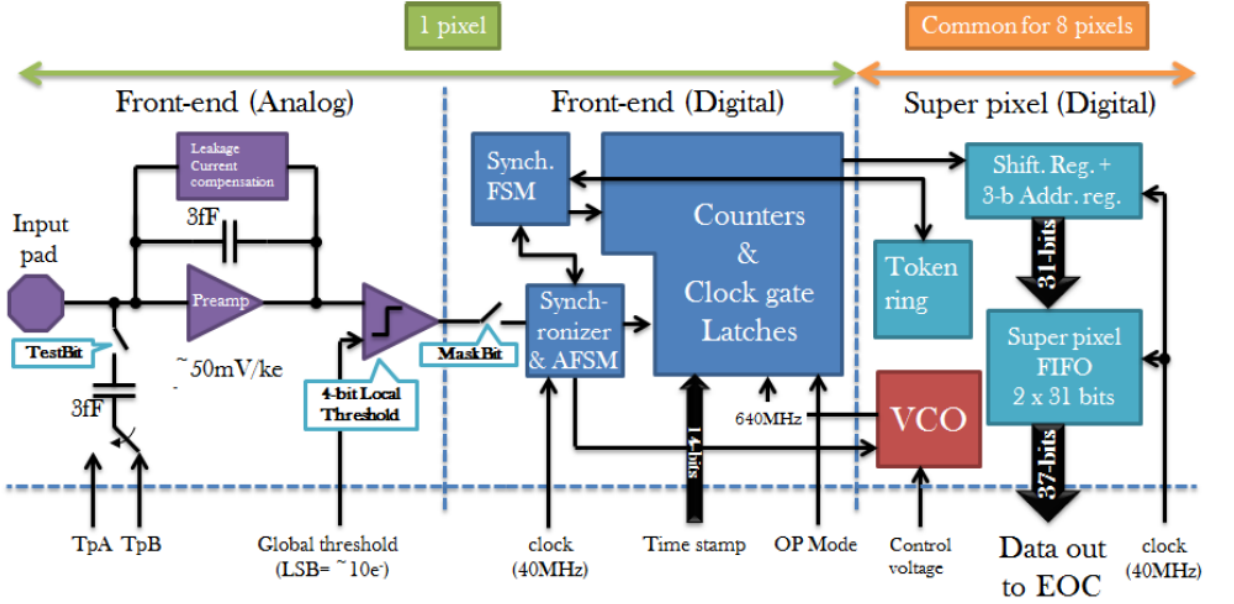 1 pixel
Common for 8 pixels
Front-end (Analog)
Front-end (Digital)
Super pixel (Digital)
Leakage
Current
compensation
3fF
Input
pad
Preamp
TestBit
~50mV/ke
3fF
4-bit Local
Threshold
MaskBit
TpA TpB
Global threshold
(LSB= ~10e-)
Synch.
FSM
Synch-
ronizer
& AFSM
Counters
&
Clock gate
Latches
640MHz
14-bits
clock
(40MHz)
Time stamp
OP Mode
Shift. Reg. +
3-b Addr. reg.
31-bits
Token
ring
Super pixel
FIFO
2 x 31 bits
VCO
37-bits
Control
voltage
Data out
to EOC
clock
(40MHz)